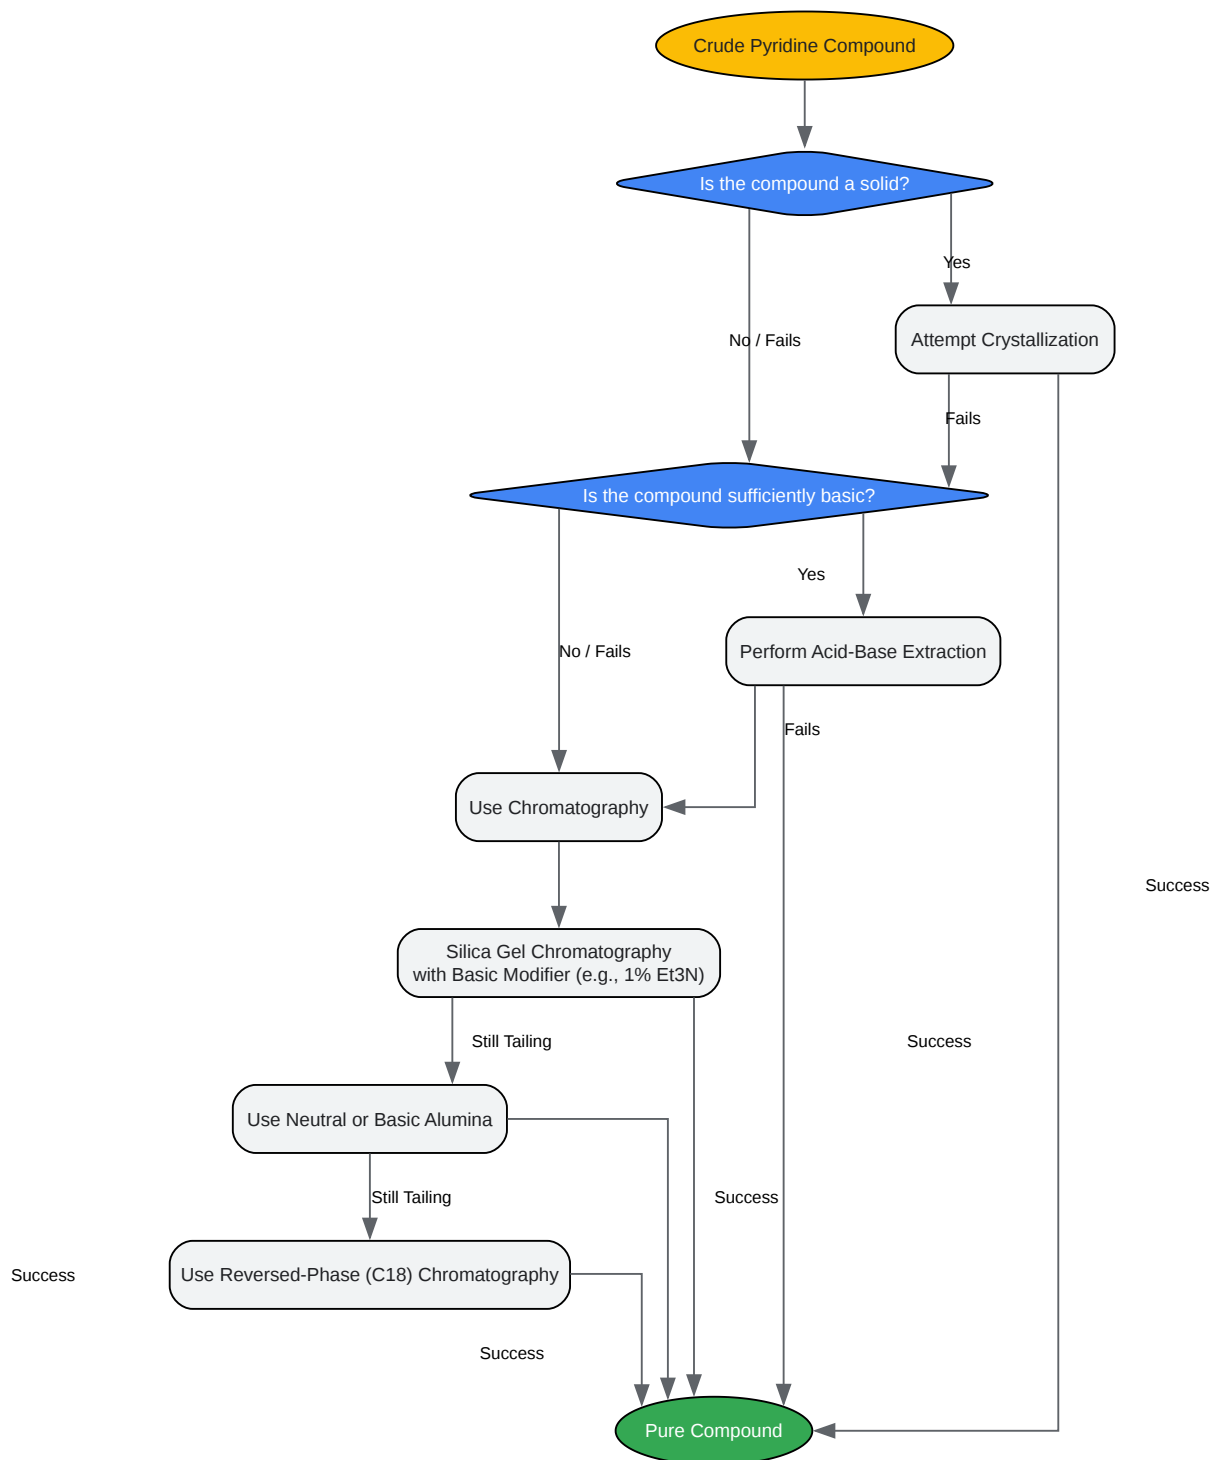 Crude Pyridine Compound
Is the compound a solid?
Yes
No / Fails
Attempt Crystallization
Fails
Is the compound sufficiently basic?
Yes
No / Fails
Perform Acid-Base Extraction
Fails
Use Chromatography
Success
Silica Gel Chromatography
with Basic Modifier (e.g., 1% Et3N)
Still Tailing
Success
Use Neutral or Basic Alumina
Still Tailing
Success
Success
Use Reversed-Phase (C18) Chromatography
Success
Pure Compound